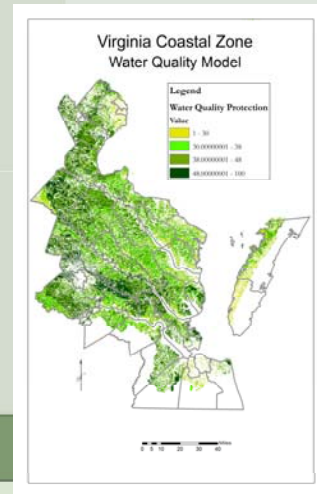 Virginia Coastal Zone
Water Quality Model
Legend
Water Quality Protection
Value
1 - 30
30.00000001 - 38
38.00000001 - 48
48.00000001 - 100
0 5 10 20 30 40